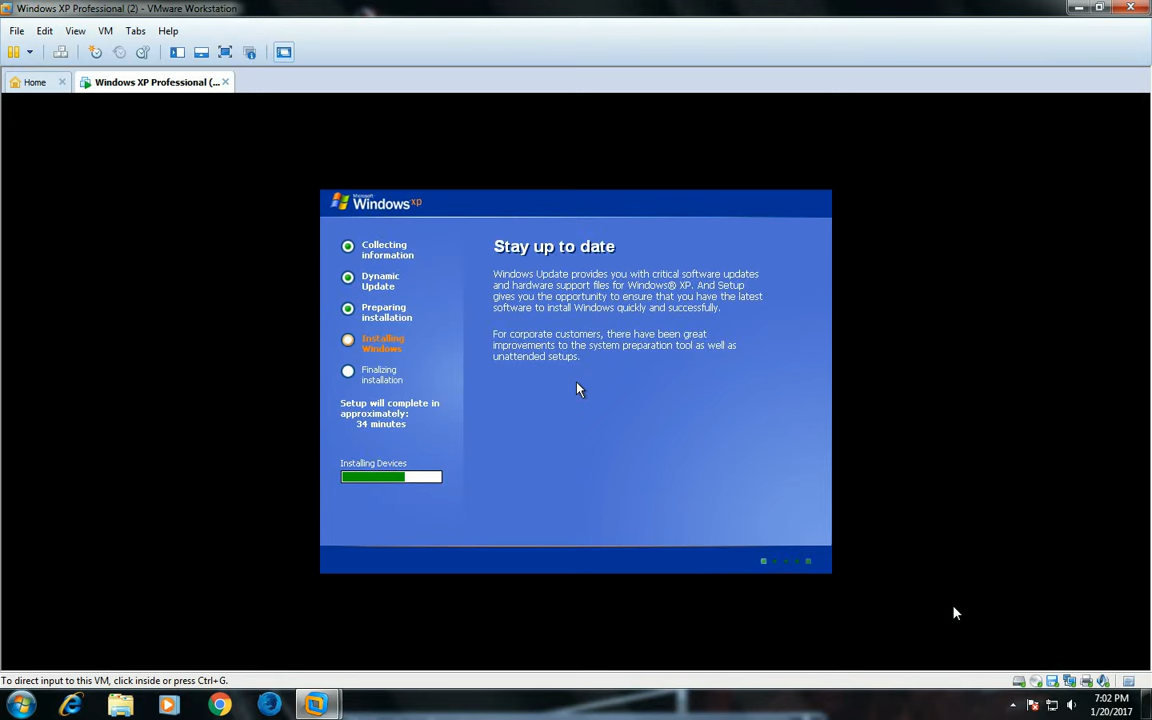 Windows XP Professional (2) - VMware Workstation
File Edit View VM Tabs Help
Home
Windows XP Professional (...
Microsoft
Windows xp
Collecting
information
Dynamic
Update
Preparing
installation
Installing
Windows
Finalizing
installation
Setup will complete in
approximately:
34 minutes
Installing Devices
Stay up to date
Windows Update provides you with critical software updates
and hardware support files for Windows® XP. And Setup
gives you the opportunity to ensure that you have the latest
software to install Windows quickly and successfully.
For corporate customers, there have been great
improvements to the system preparation tool as well as
unattended setups.
To direct input to this VM, click inside or press Ctrl+G.
7:02 PM
1/20/2017